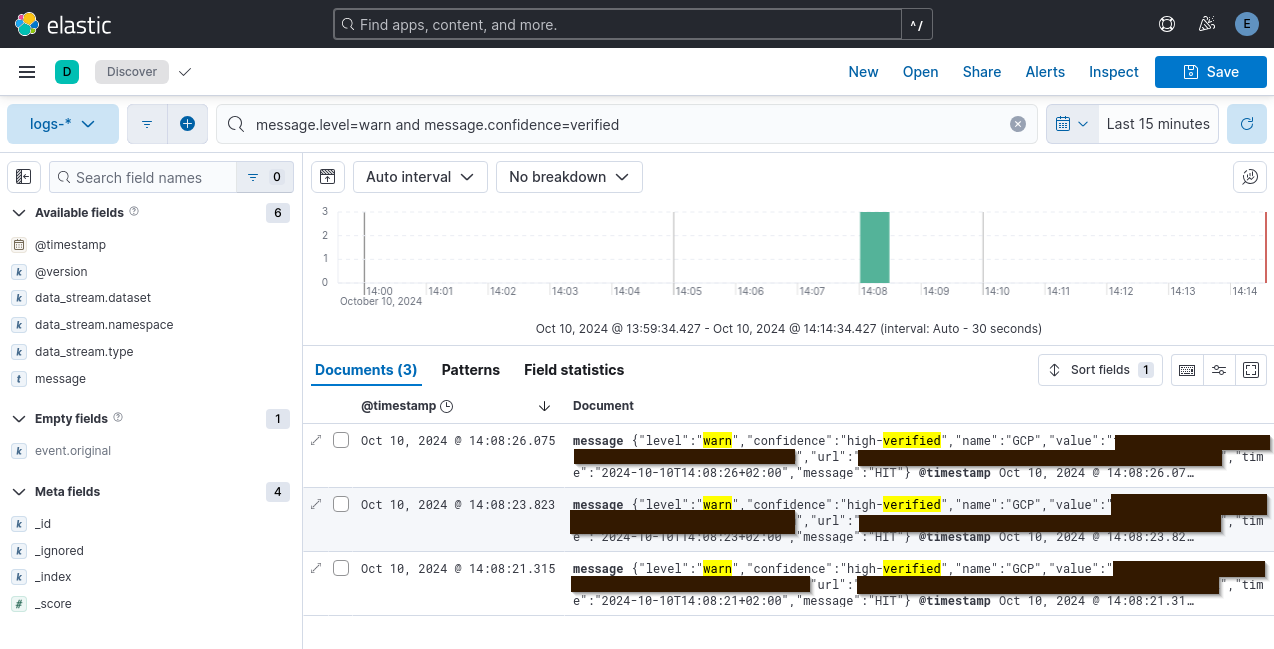 elastic
Find apps, content, and more.
^/
E
D
Discover
New
Open
Share
Alerts
Inspect
Save
logs-*
message.level=warn and message.confidence=verified
Last 15 minutes
Search field names
0
Auto interval
No breakdown
Available fields
6
@timestamp
@version
data_stream.dataset
data_stream.namespace
data_stream.type
message
Empty fields
1
event.original
Meta fields
4
_id
_ignored
_index
_score
3
2
1
0
14:00 14:01 14:02 14:03 14:04 14:05 14:06 14:07 14:08 14:09 14:10 14:11 14:12 14:13 14:14
October 10, 2024
Oct 10, 2024 @ 13:59:34.427 - Oct 10, 2024 @ 14:14:34.427 (interval: Auto - 30 seconds)
Documents (3)
Patterns
Field statistics
Sort fields 1
@timestamp
Document
Oct 10, 2024 @ 14:08:26.075
message {"level":"warn","confidence":"high-verified","name":"GCP","value":"
","url":" ","tim
e":"2024-10-10T14:08:26+02:00","message":"HIT"} @timestamp Oct 10, 2024 @ 14:08:26.07…
Oct 10, 2024 @ 14:08:23.823
message {"level":"warn","confidence":"high-verified","name":"GCP","value":"
","url":" ","tim
e":"2024-10-10T14:08:23+02:00","message":"HIT"} @timestamp Oct 10, 2024 @ 14:08:23.82…
Oct 10, 2024 @ 14:08:21.315
message {"level":"warn","confidence":"high-verified","name":"GCP","value":"
"url":" ","tim
e":"2024-10-10T14:08:21+02:00","message":"HIT"} @timestamp Oct 10, 2024 @ 14:08:21.31…